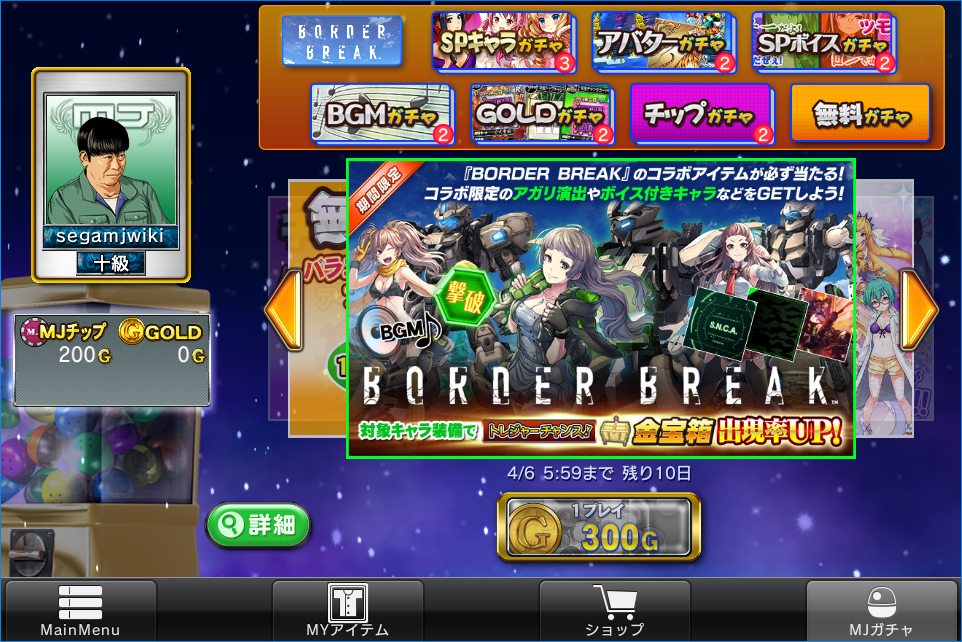 BORDER
BREAK
SPキャラガチャ
3
アバターガチャ
2
SPボイスガチャ
2
BGMガチャ
2
GOLDガチャ
2
チップガチャ
2
無料ガチャ
MJ
segamjwiki
十級
MJチップ
GOLD
200G
0G
期間限定
『BORDER BREAK』のコラボアイテムが必ず当たる!
コラボ限定のアガリ演出やボイス付きキャラなどをGETしよう!
撃破
BGM♪
S.N.C.A.
BORDER BREAK
対象キャラ装備で トレジャーチャンス!! 金宝箱 出現率UP!
4/6 5:59まで 残り10日
詳細
1プレイ
G 300G
MainMenu
MYアイテム
ショップ
MJガチャ